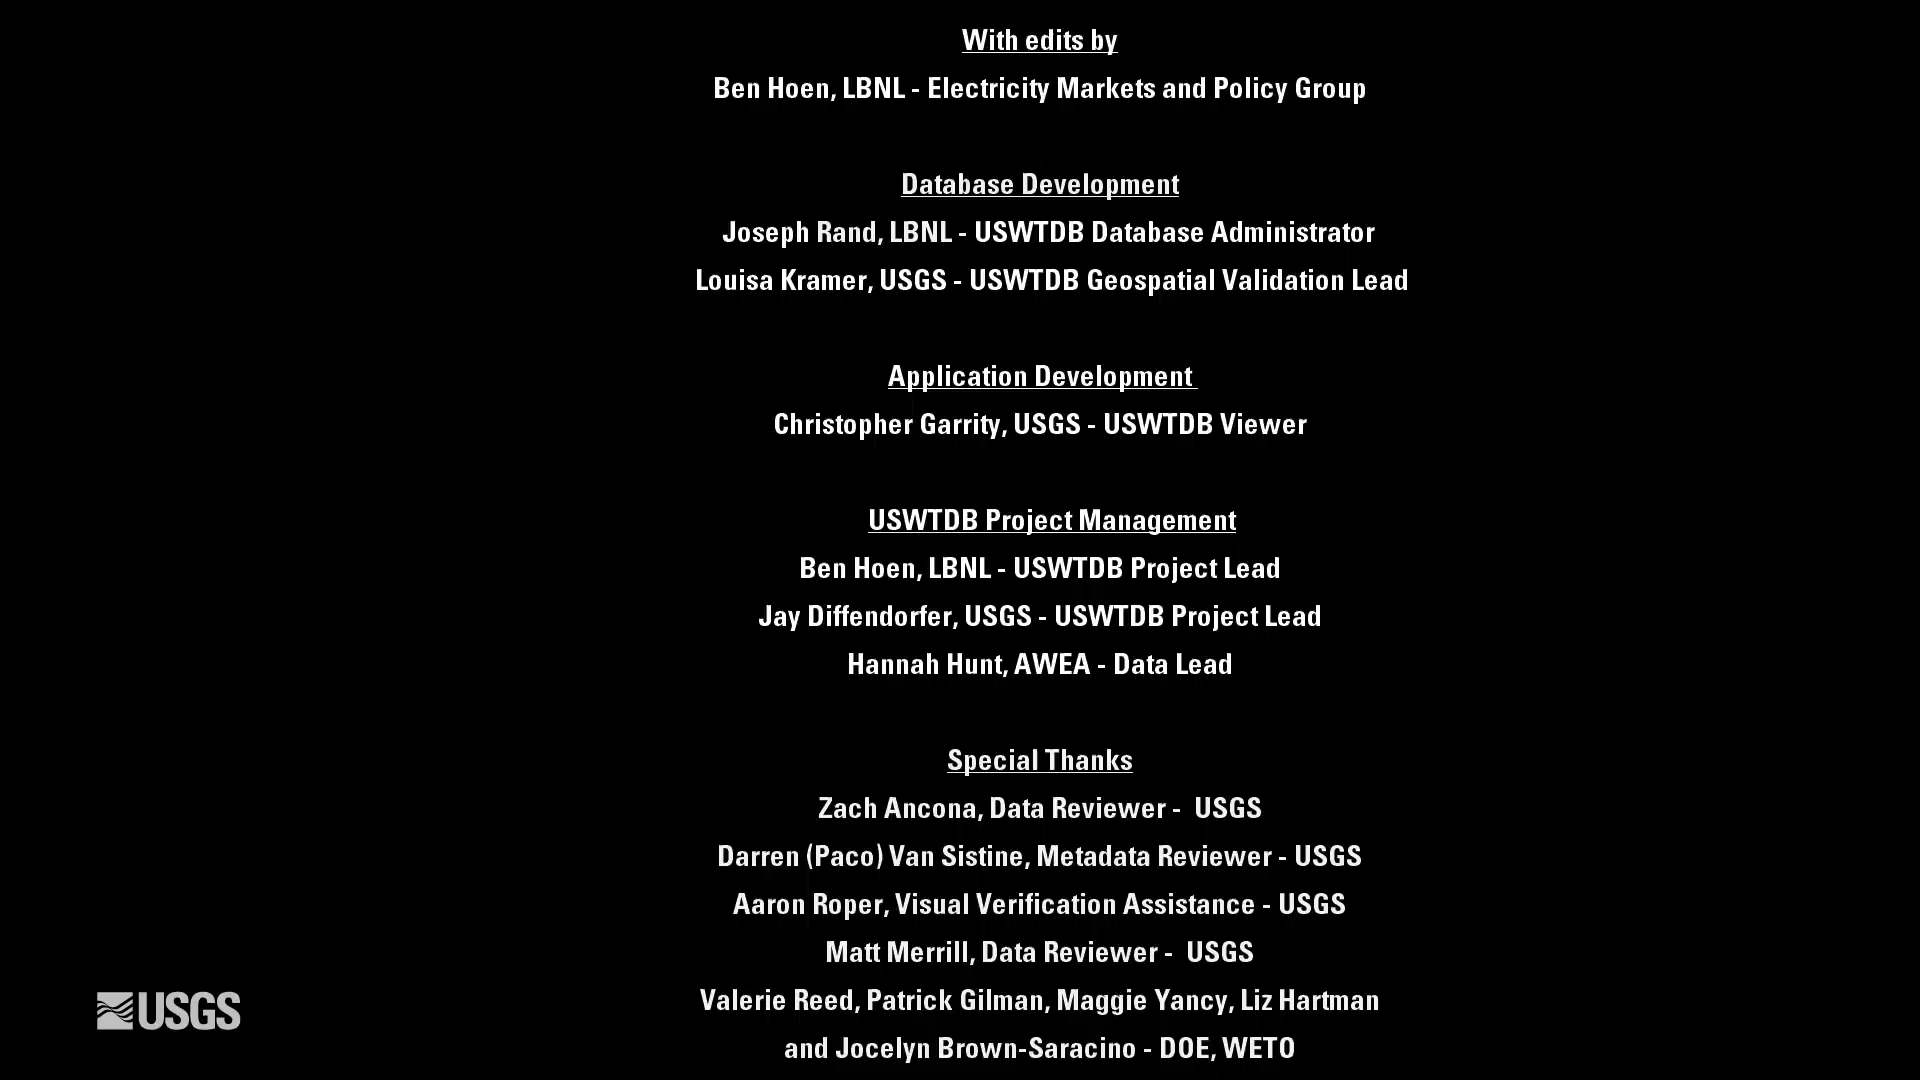 With edits by
Ben Hoen, LBNL - Electricity Markets and Policy Group
Database Development
Joseph Rand, LBNL - USWTDB Database Administrator
Louisa Kramer, USGS - USWTDB Geospatial Validation Lead
Application Development
Christopher Garrity, USGS - USWTDB Viewer
USWTDB Project Management
Ben Hoen, LBNL - USWTDB Project Lead
Jay Diffendorfer, USGS - USWTDB Project Lead
Hannah Hunt, AWEA - Data Lead
Special Thanks
Zach Ancona, Data Reviewer -  USGS
Darren (Paco) Van Sistine, Metadata Reviewer - USGS
Aaron Roper, Visual Verification Assistance - USGS
Matt Merrill, Data Reviewer -  USGS
Valerie Reed, Patrick Gilman, Maggie Yancy, Liz Hartman
and Jocelyn Brown-Saracino - DOE, WETO
USGS